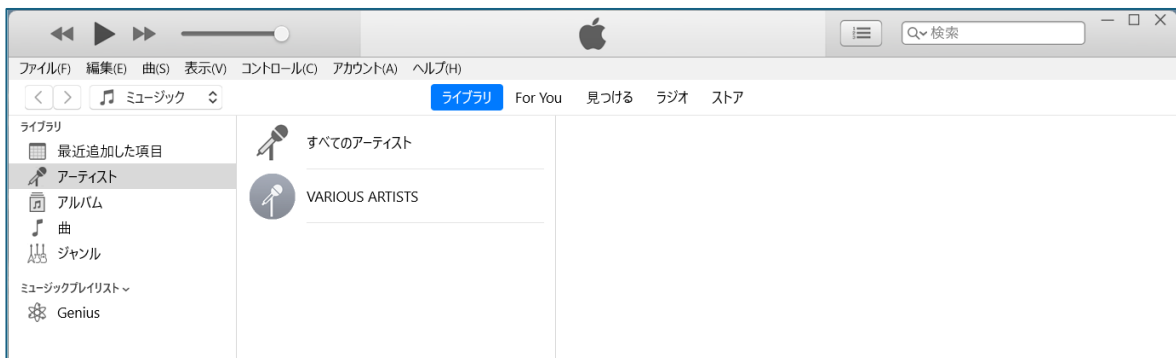 検索
ファイル(F) 編集(E) 曲(S) 表示(V) コントロール(C) アカウント(A) ヘルプ(H)
ミュージック ライブラリ For You 見つける ラジオ ストア
ライブラリ
最近追加した項目
アーティスト
アルバム
曲
ジャンル
ミュージックプレイリスト
Genius
すべてのアーティスト
VARIOUS ARTISTS